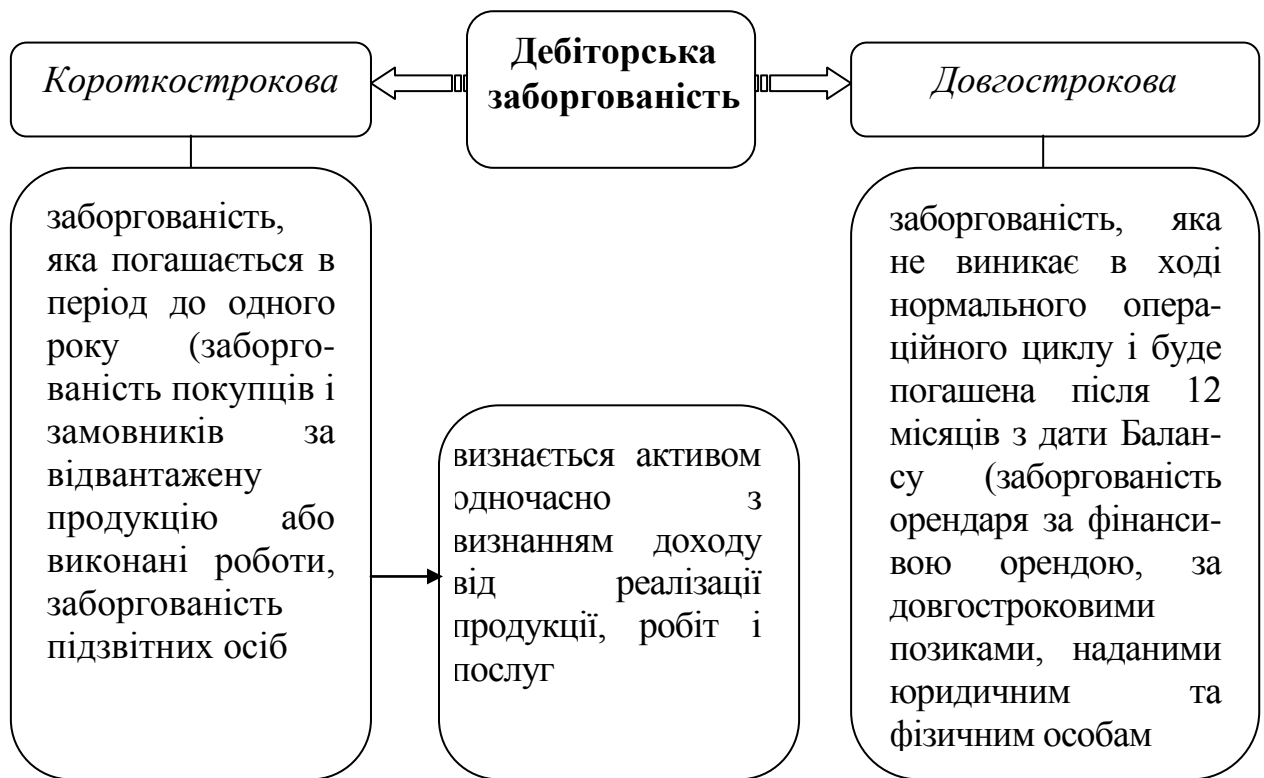 Дебіторська
заборгованість
Короткострокова
Довгострокова
заборгованість,
яка погашається в
період до одного
року (заборго-
ваність покупців і
замовників за
відвантажену
продукцію або
виконані роботи,
заборгованість
підзвітних осіб
визнається активом
одночасно з
визнанням доходу
від реалізації
продукції, робіт і
послуг
заборгованість, яка
не виникає в ході
нормального опера-
ційного циклу і буде
погашена після 12
місяців з дати Балан-
су (заборгованість
орендаря за фінанси-
вою орендою, за
довгостроковими
позиками, наданими
юридичним та
фізичним особам